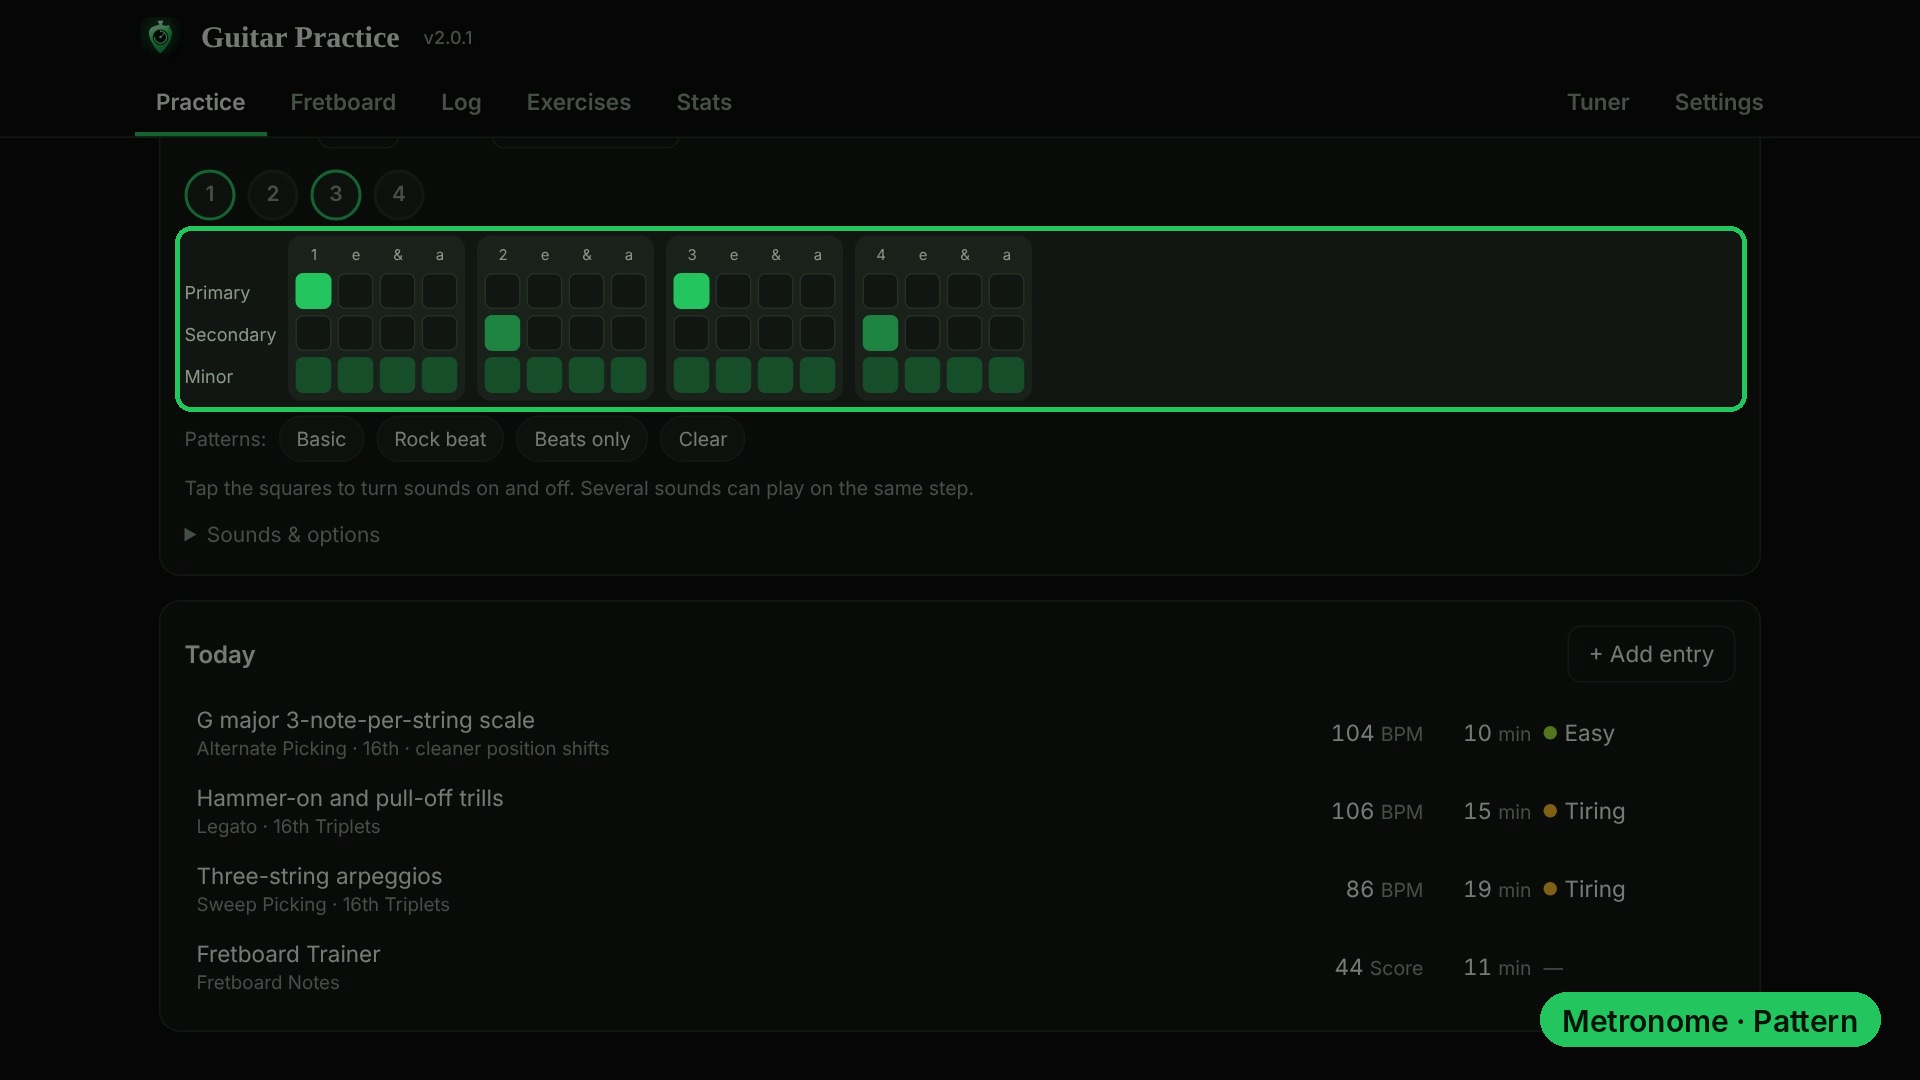 Guitar Practice v2.0.1
Practice Fretboard Log Exercises Stats Tuner Settings
1 2 3 4
1 e & a 2 e & a 3 e & a 4 e & a
Primary
Secondary
Minor
Patterns: Basic Rock beat Beats only Clear
Tap the squares to turn sounds on and off. Several sounds can play on the same step.
▶ Sounds & options
Today + Add entry
G major 3-note-per-string scale 104 BPM 10 min Easy
Alternate Picking · 16th · cleaner position shifts
Hammer-on and pull-off trills 106 BPM 15 min Tiring
Legato · 16th Triplets
Three-string arpeggios 86 BPM 19 min Tiring
Sweep Picking · 16th Triplets
Fretboard Trainer 44 Score 11 min —
Fretboard Notes
Metronome · Pattern